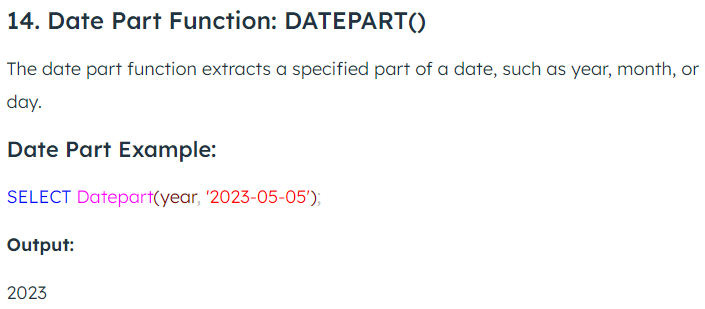 14. Date Part Function: DATEPART()
The date part function extracts a specified part of a date, such as year, month, or
day.
Date Part Example:
SELECT Datepart(year, '2023-05-05');
Output:
2023